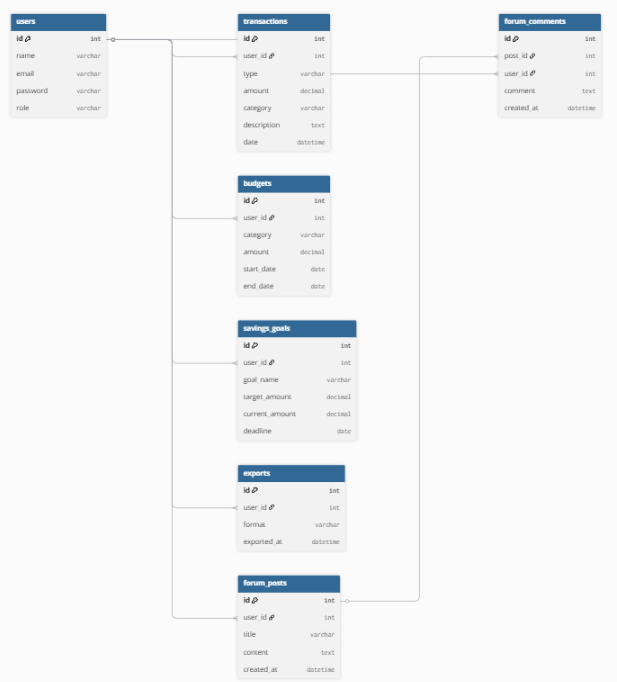 users
id int
name varchar
email varchar
password varchar
role varchar
transactions
id int
user_id int
type varchar
amount decimal
category varchar
description text
date datetime
budgets
id int
user_id int
category varchar
amount decimal
start_date date
end_date date
savings_goals
id int
user_id int
goal_name varchar
target_amount decimal
current_amount decimal
deadline date
exports
id int
user_id int
format varchar
exported_at datetime
forum_posts
id int
user_id int
title varchar
content text
created_at datetime
forum_comments
id int
post_id int
user_id int
comment text
created_at datetime